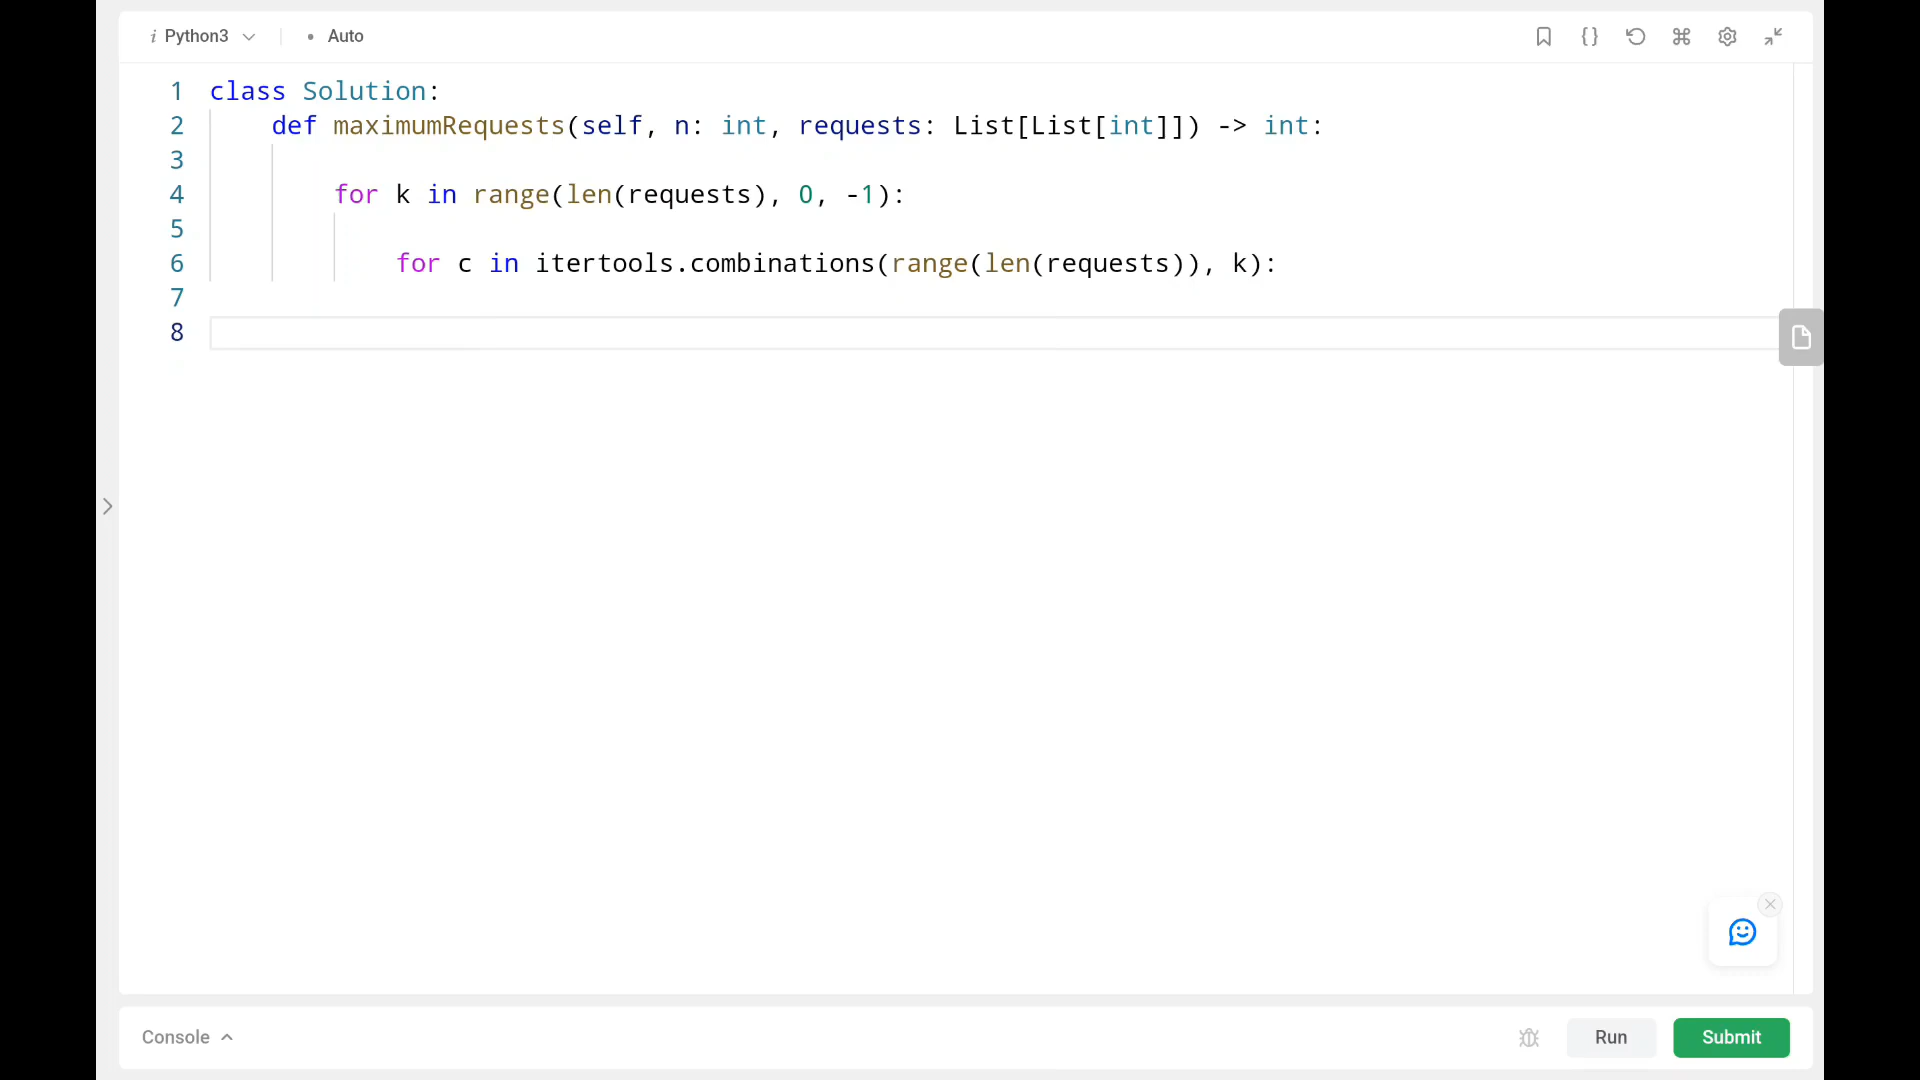 i Python3 • Auto
1 class Solution:
2 def maximumRequests(self, n: int, requests: List[List[int]]) -> int:
3
4 for k in range(len(requests), 0, -1):
5
6 for c in itertools.combinations(range(len(requests)), k):
7
8
Console
Run
Submit